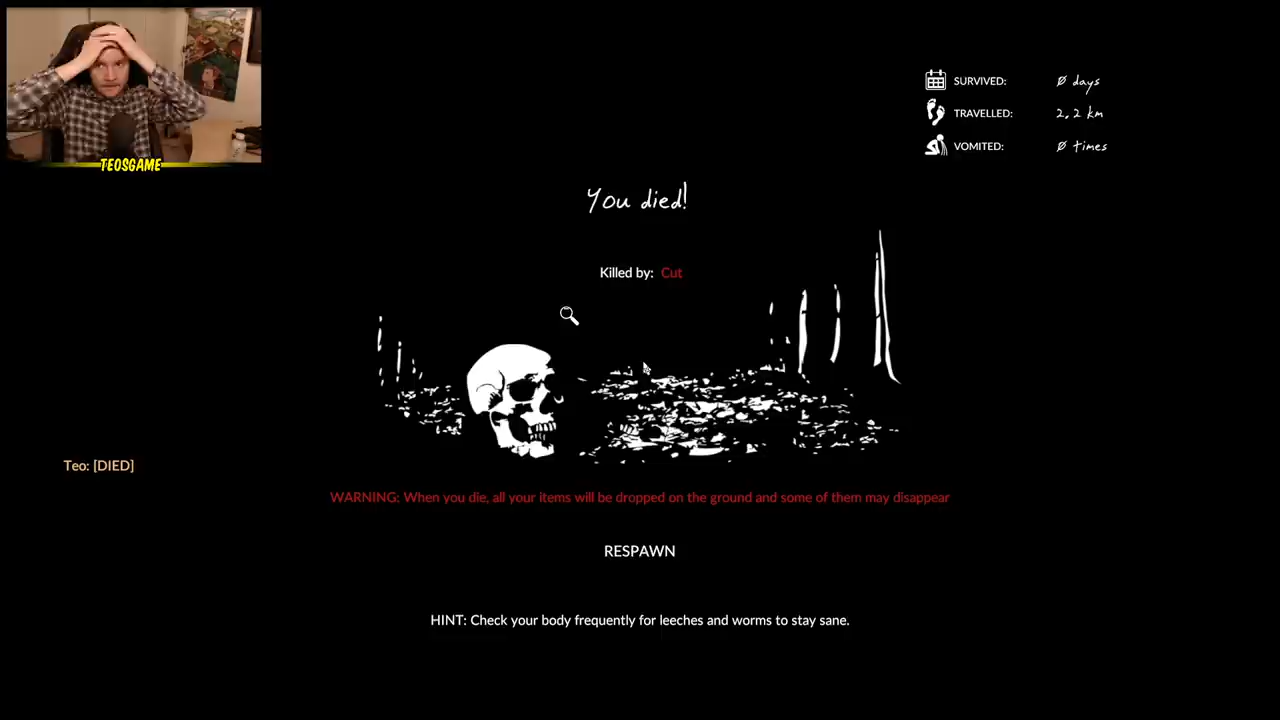 TEOSGAME
SURVIVED: 0 days
TRAVELLED: 2,2 km
VOMITED: 0 times
You died!
Killed by: Cut
Teo: [DIED]
WARNING: When you die, all your items will be dropped on the ground and some of them may disappear
RESPAWN
HINT: Check your body frequently for leeches and worms to stay sane.